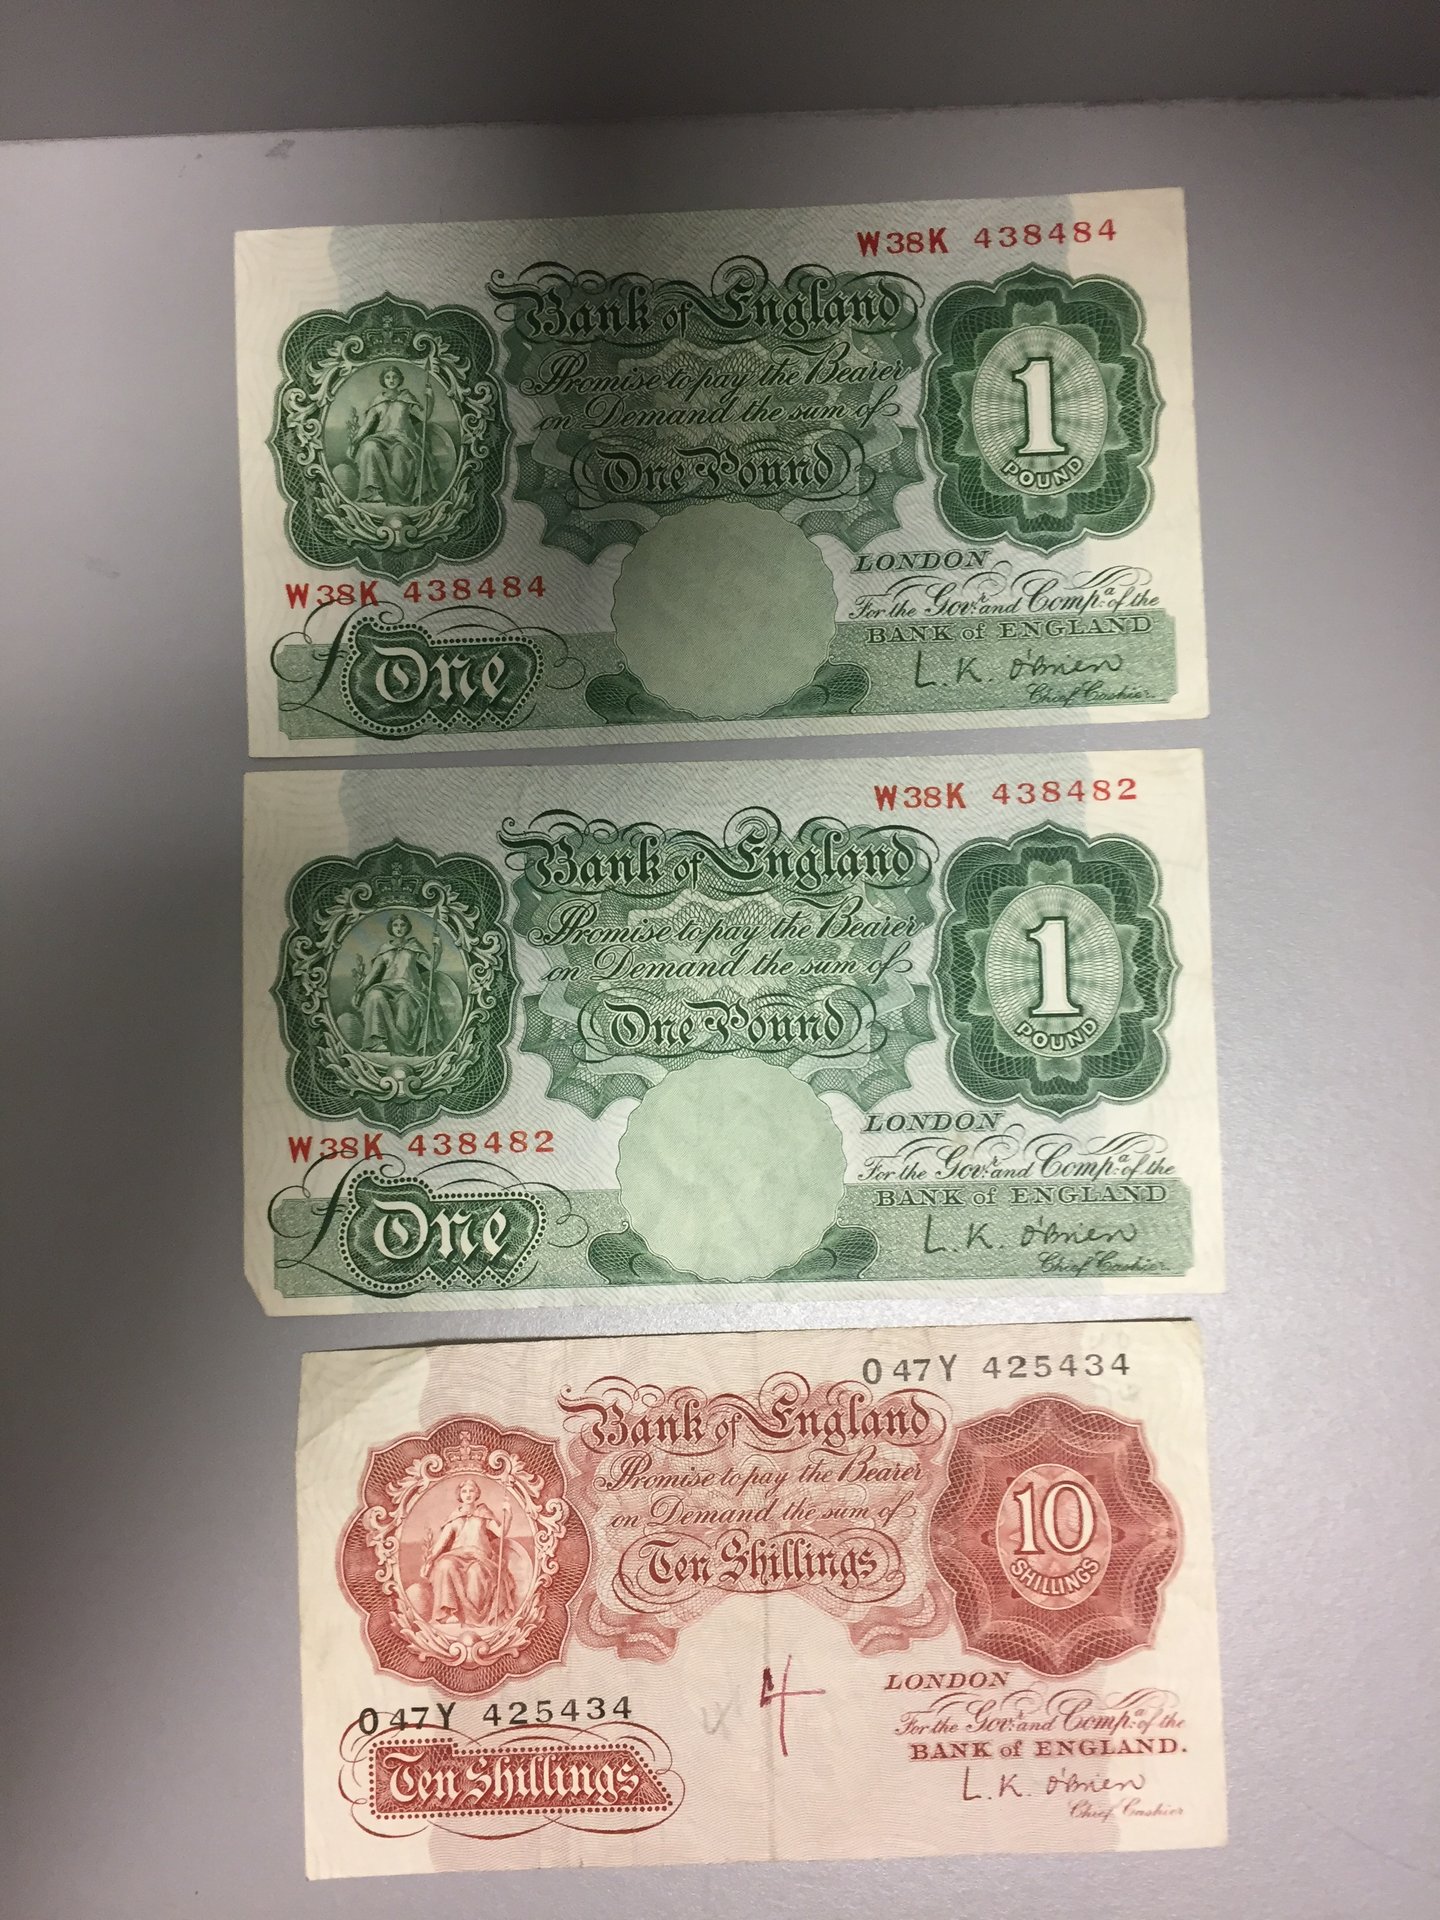 W38K 438484
Bank of England
Promise to pay the Bearer
on Demand the sum of
One Pound
1
POUND
LONDON
For the Govr. and Compa. of the
BANK of ENGLAND
L. K. O'Brien
Chief Cashier.
W38K 438484
£One
W38K 438482
Bank of England
Promise to pay the Bearer
on Demand the sum of
One Pound
1
POUND
LONDON
For the Govr. and Compa. of the
BANK of ENGLAND
L. K. O'Brien
Chief Cashier.
W38K 438482
£One
O47Y 425434
Bank of England
Promise to pay the Bearer
on Demand the sum of
Ten Shillings
10
SHILLINGS
4
LONDON
For the Govr. and Compa. of the
BANK of ENGLAND.
L. K. O'Brien
Chief Cashier
O47Y 425434
Ten Shillings